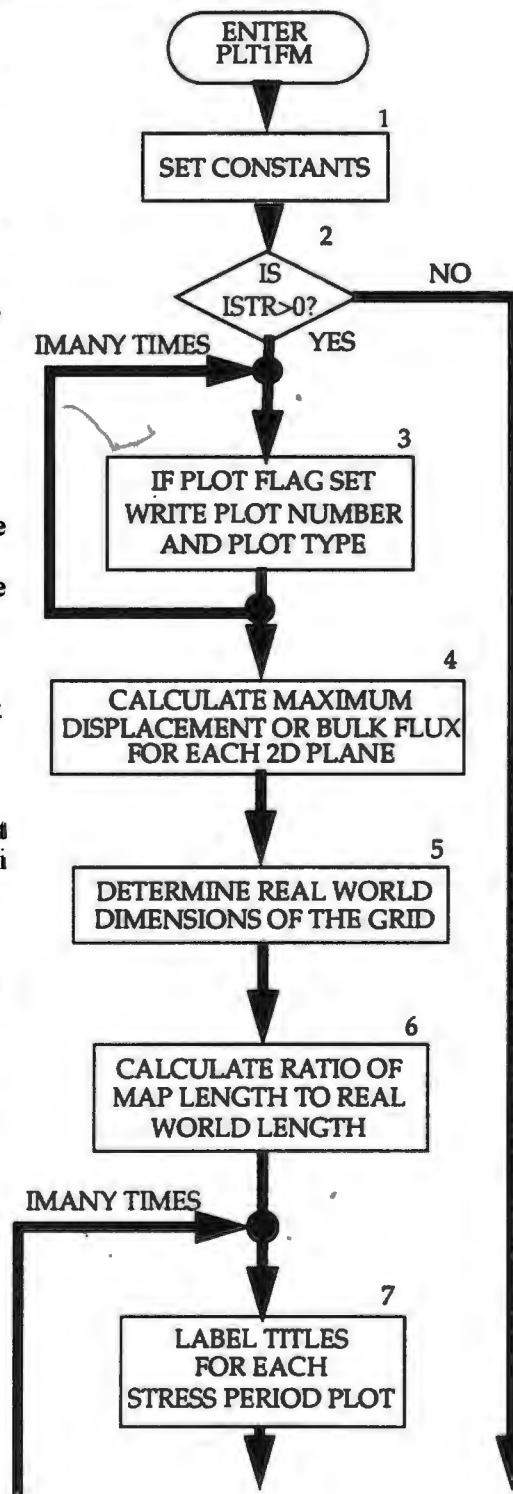 ENTER
PLT1FM
1
SET CONSTANTS
2
IS
ISTR>0?
NO
YES
IMANY TIMES
3
IF PLOT FLAG SET
WRITE PLOT NUMBER
AND PLOT TYPE
4
CALCULATE MAXIMUM
DISPLACEMENT OR BULK FLUX
FOR EACH 2D PLANE
5
DETERMINE REAL WORLD
DIMENSIONS OF THE GRID
6
CALCULATE RATIO OF
MAP LENGTH TO REAL
WORLD LENGTH
IMANY TIMES
7
LABEL TITLES
FOR EACH
STRESS PERIOD PLOT